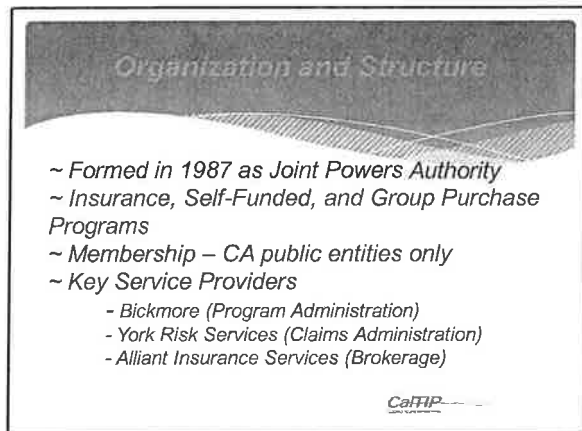 Organization and Structure
~ Formed in 1987 as Joint Powers Authority
~ Insurance, Self-Funded, and Group Purchase
Programs
~ Membership – CA public entities only
~ Key Service Providers
- Bickmore (Program Administration)
- York Risk Services (Claims Administration)
- Alliant Insurance Services (Brokerage)
CalTIP